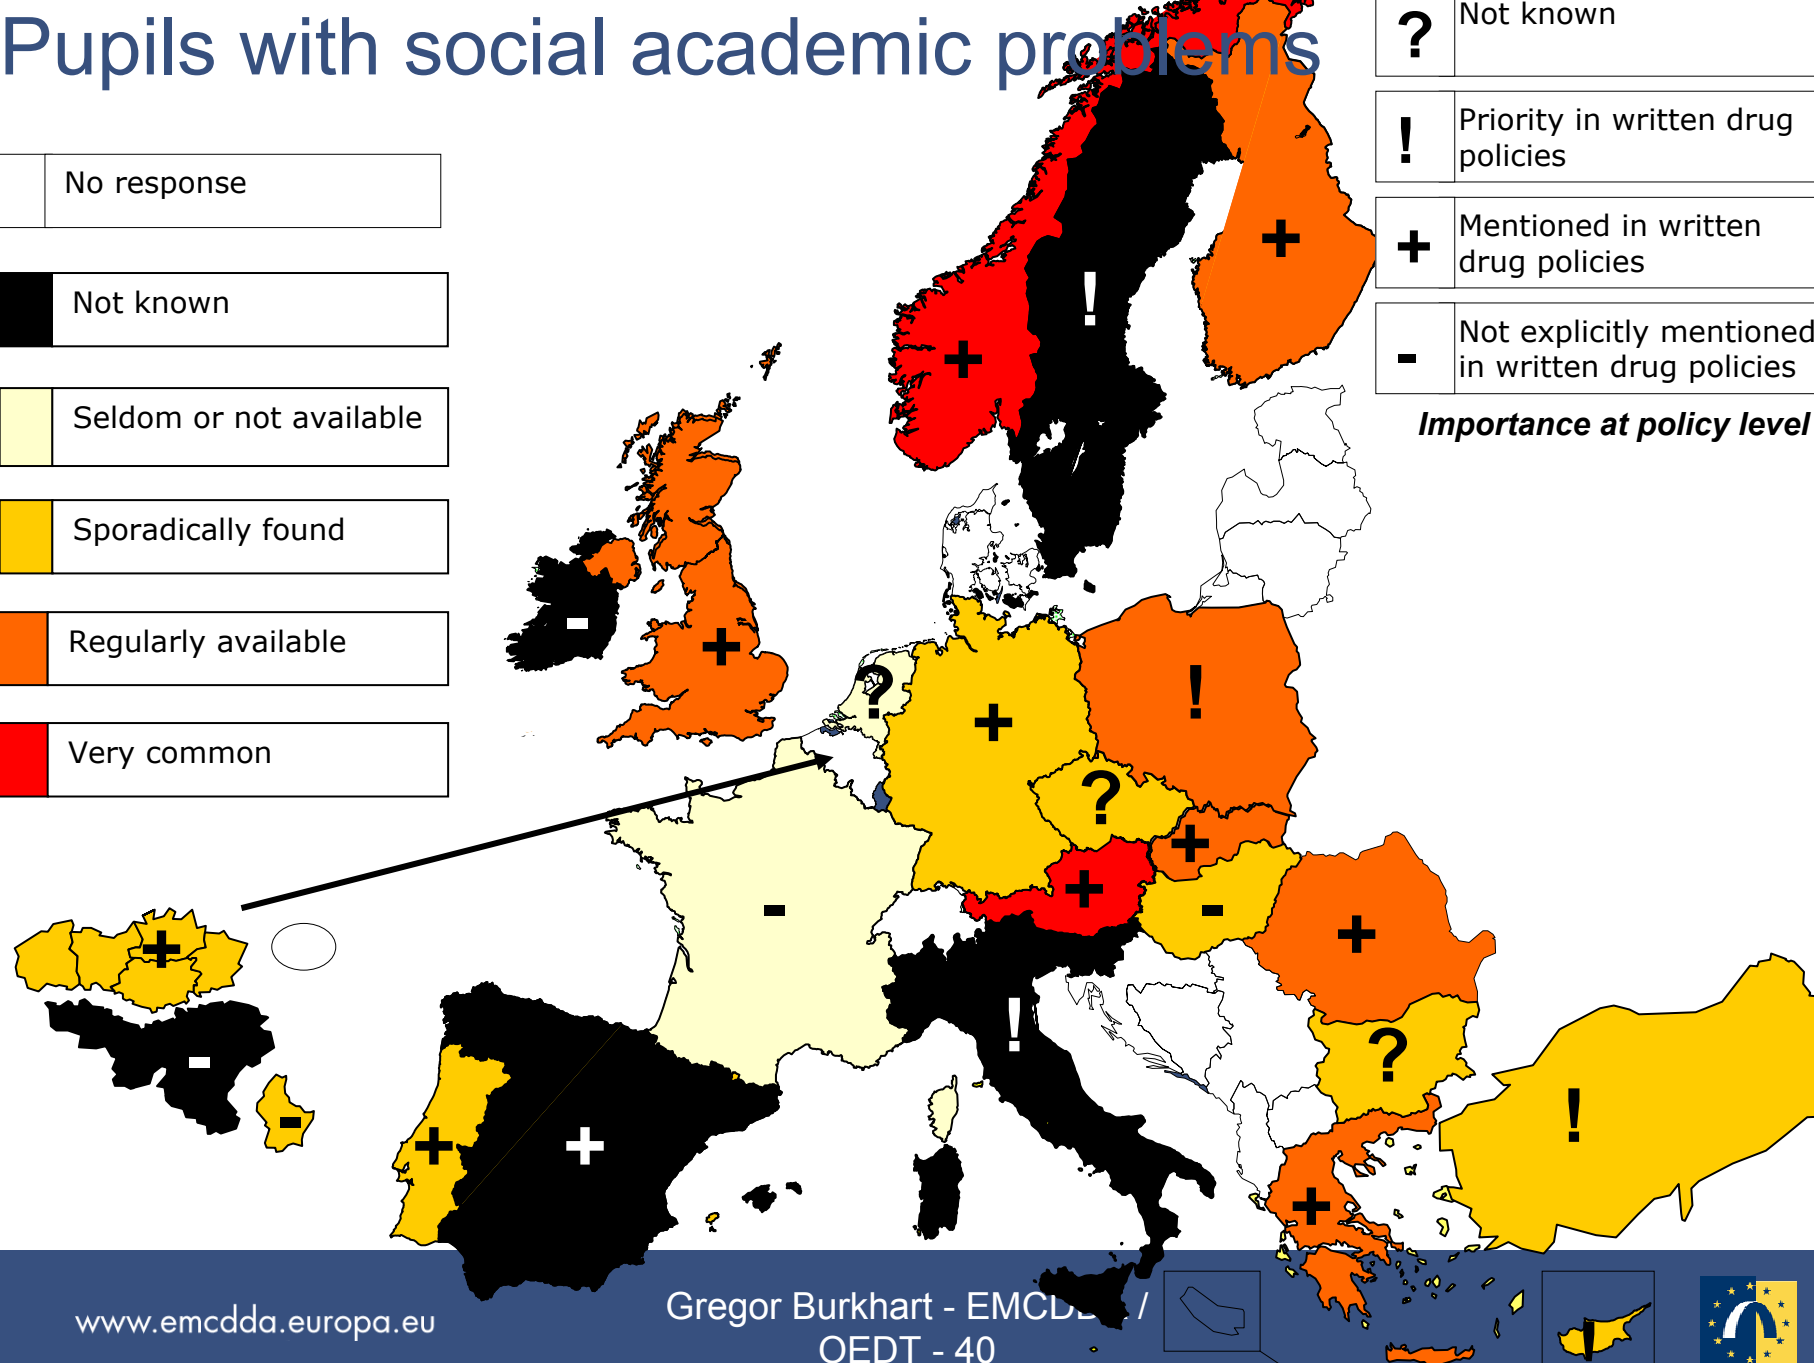 Pupils with social academic problems
? Not known
! Priority in written drug
policies
+ Mentioned in written
drug policies
- Not explicitly mentioned
in written drug policies
Importance at policy level
No response
Not known
Seldom or not available
Sporadically found
Regularly available
Very common
+
!
+
-
+
?
+
!
?
+
+
-
+
-
+
-
-
!
?
!
+
+
+
!
www.emcdda.europa.eu
Gregor Burkhart - EMCD /
OEDT - 40